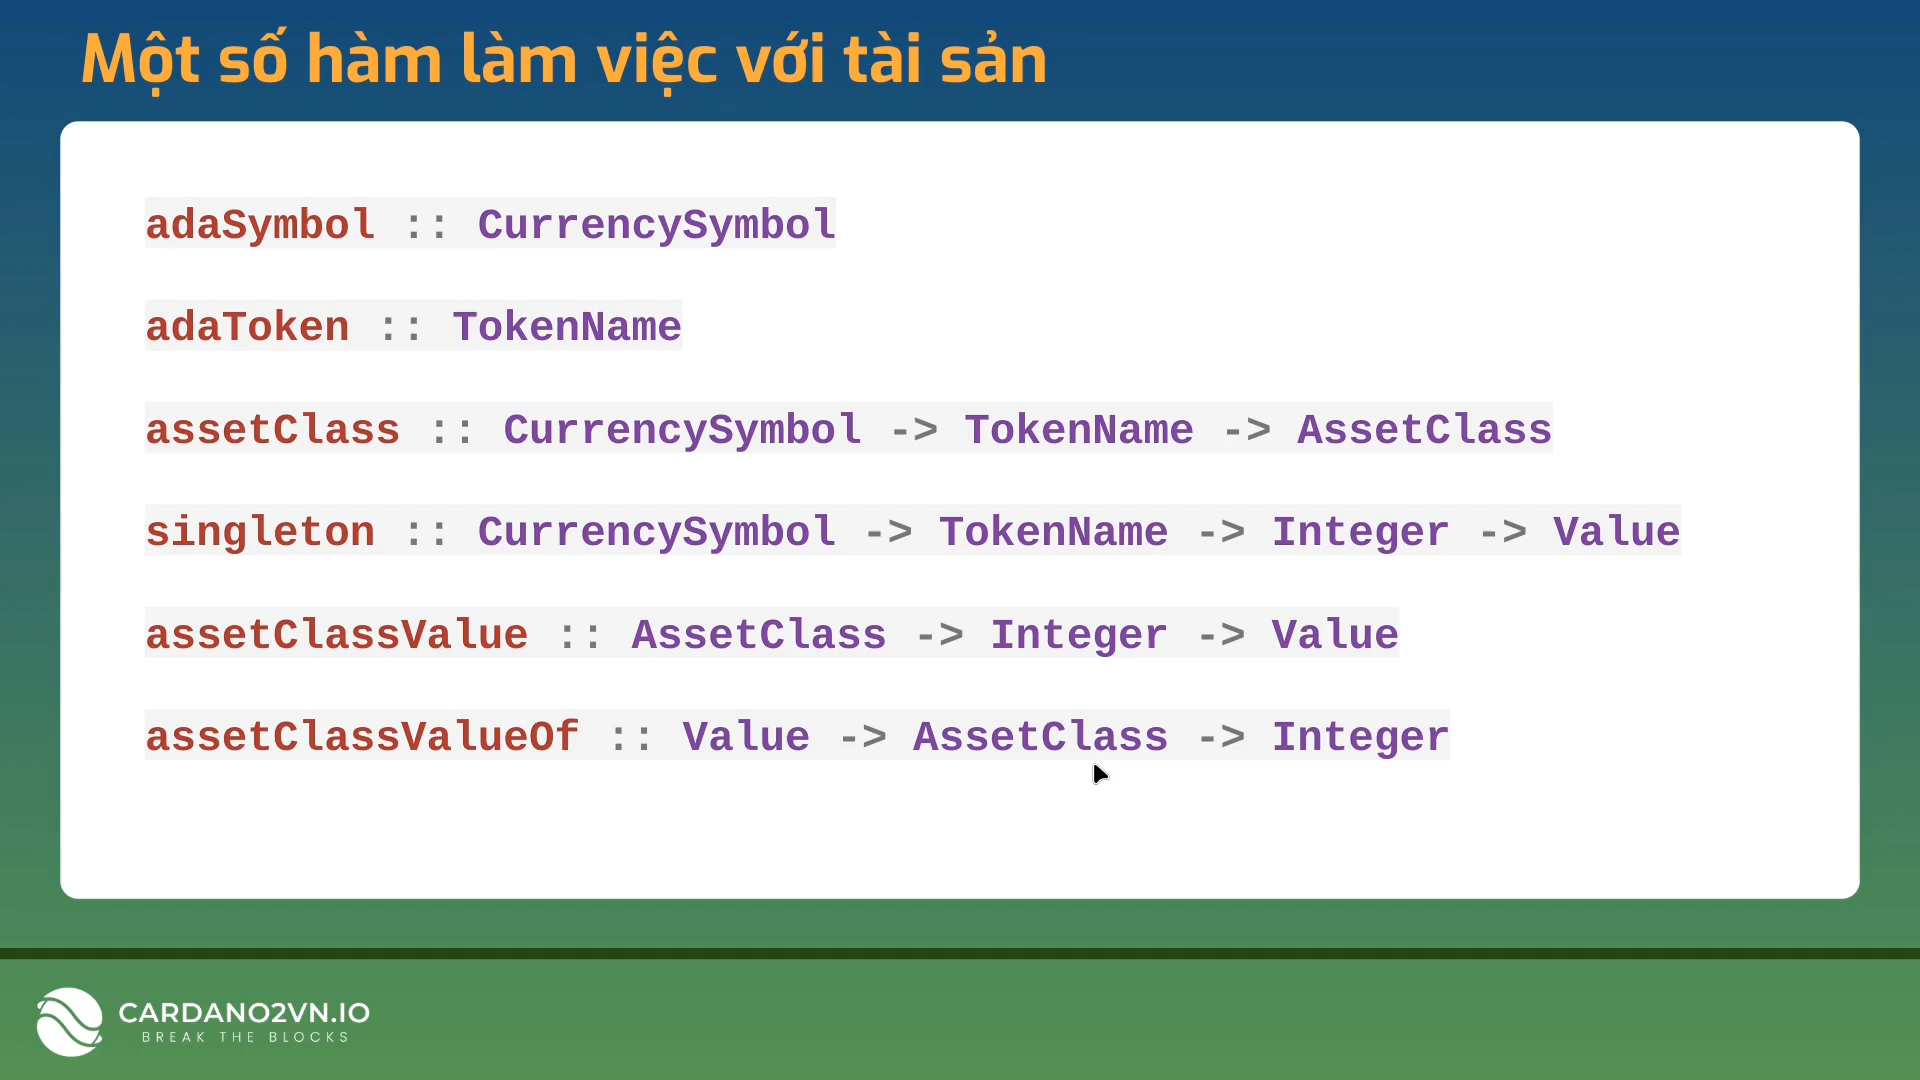 Một số hàm làm việc với tài sản
adaSymbol :: CurrencySymbol
adaToken :: TokenName
assetClass :: CurrencySymbol -> TokenName -> AssetClass
singleton :: CurrencySymbol -> TokenName -> Integer -> Value
assetClassValue :: AssetClass -> Integer -> Value
assetClassValueOf :: Value -> AssetClass -> Integer
CARDANO2VN.IO
BREAK THE BLOCKS